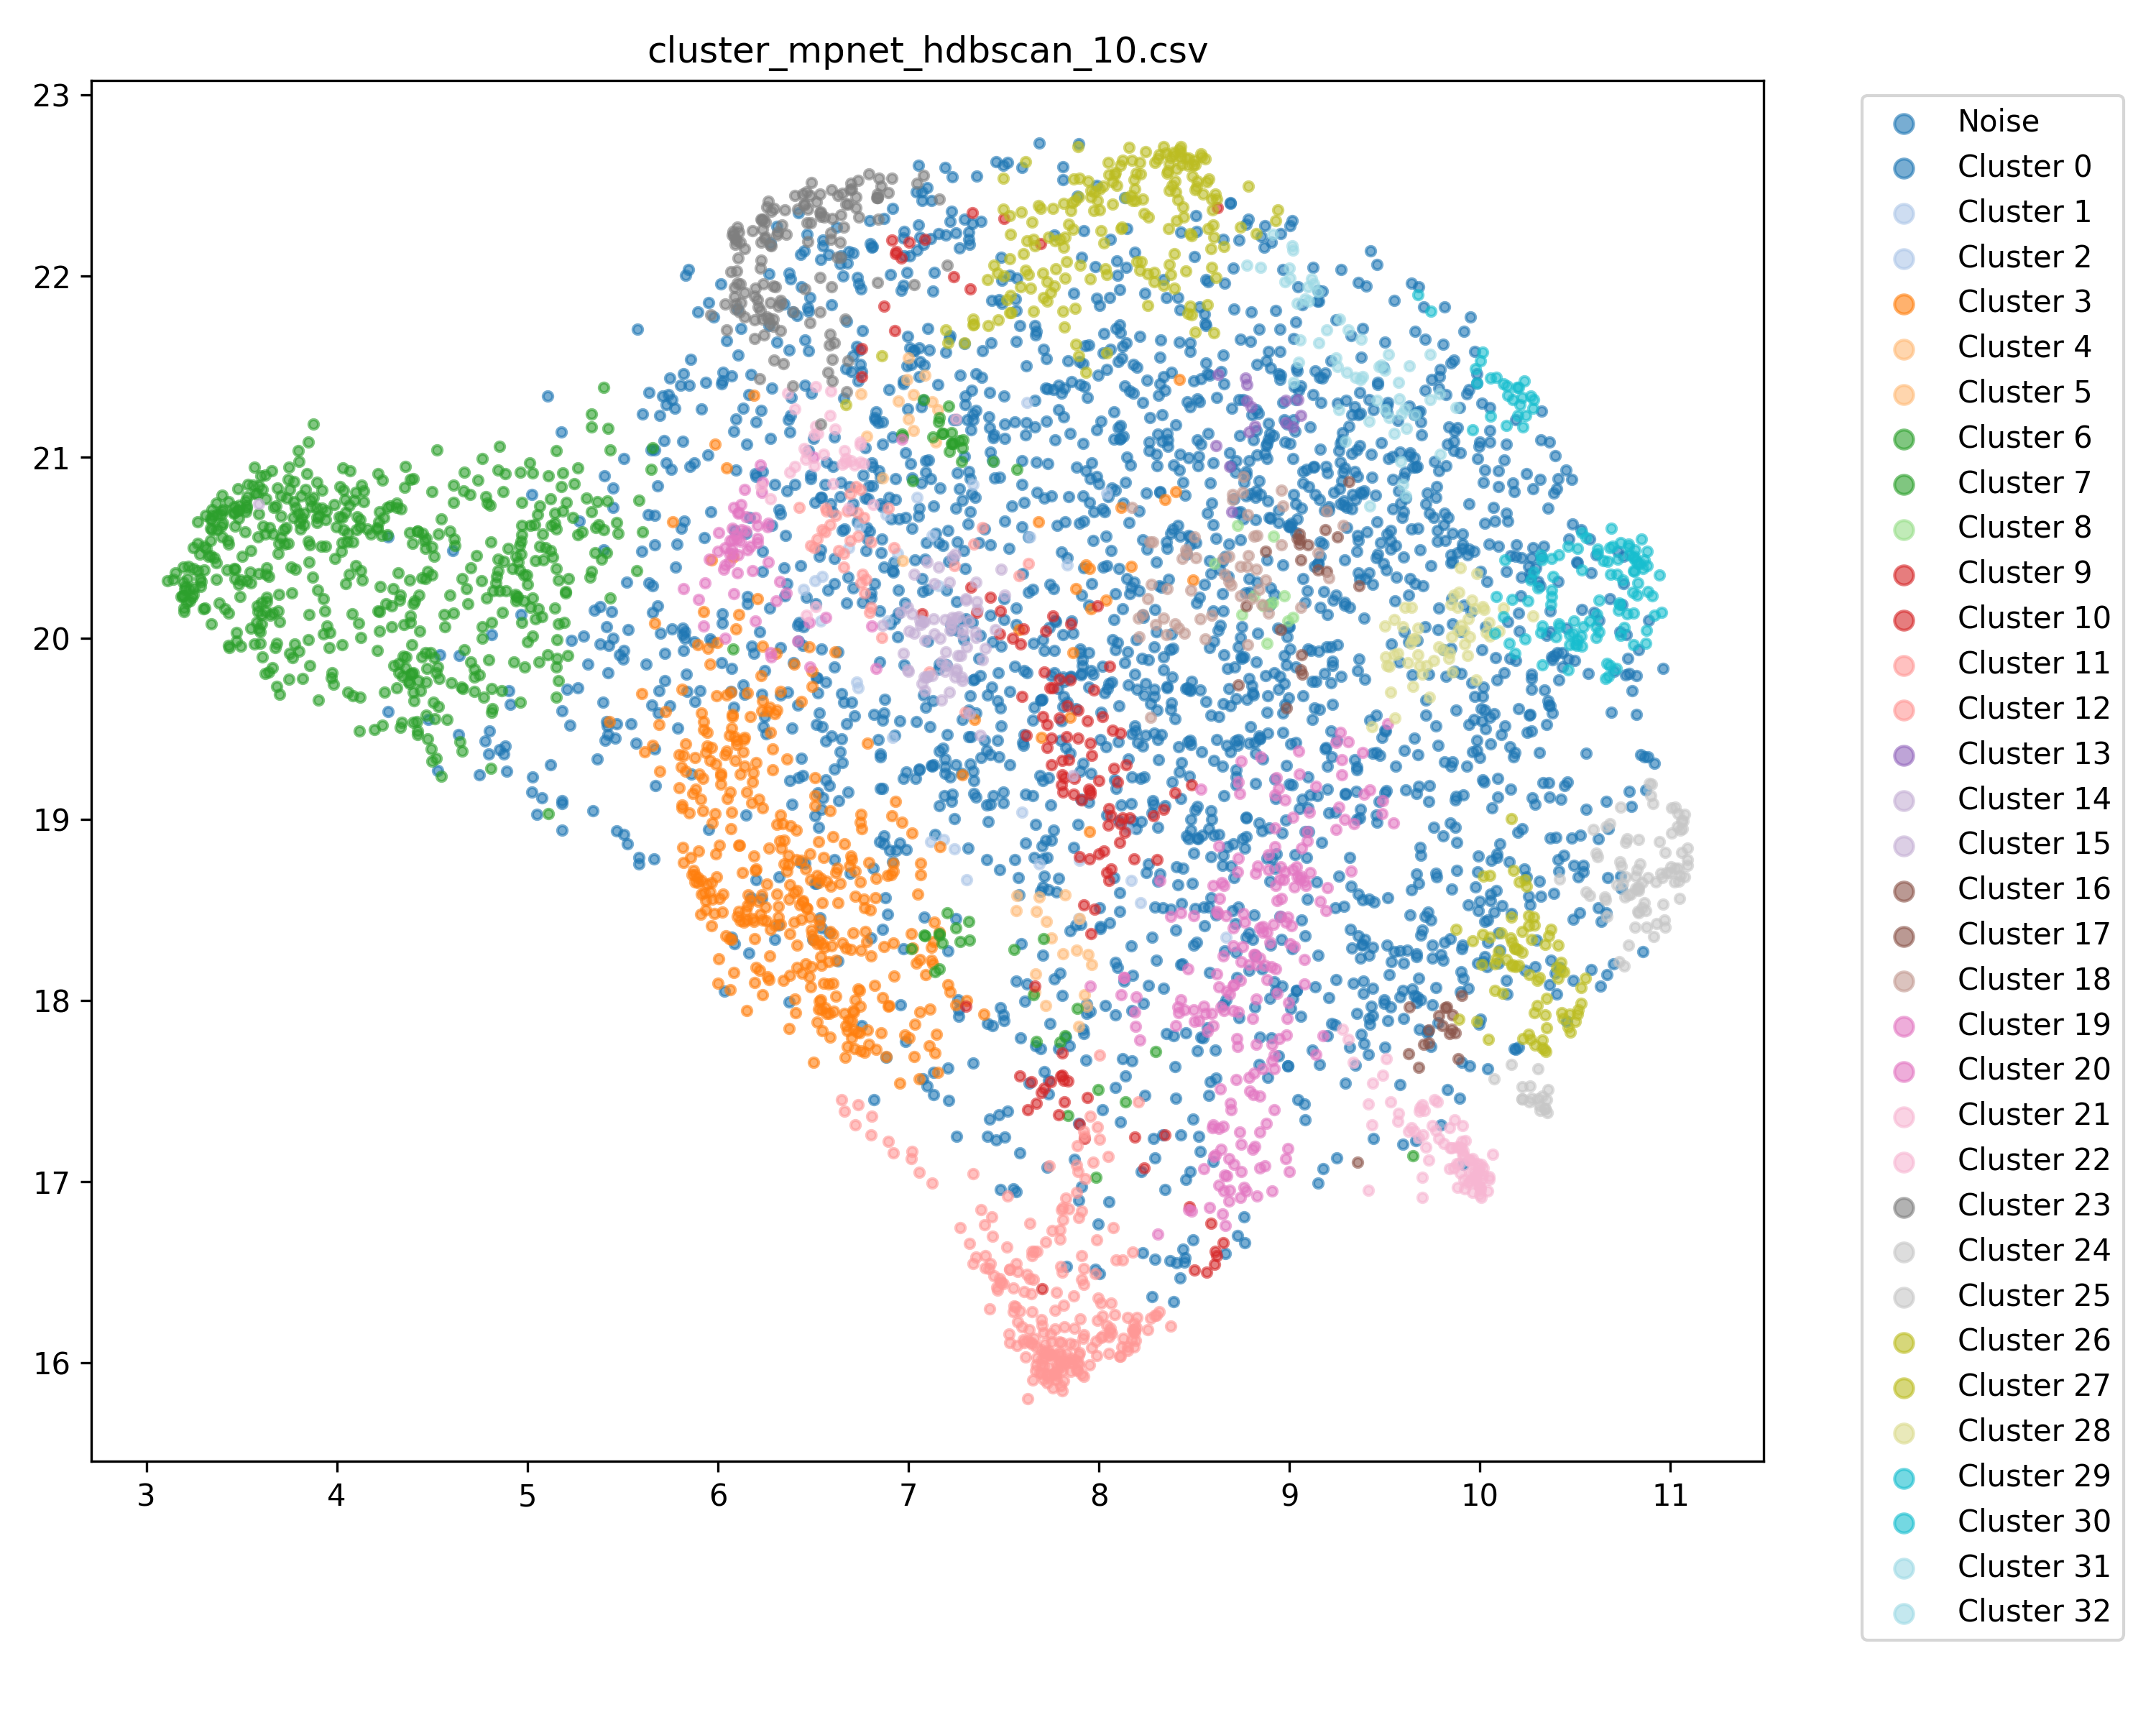 cluster_mpnet_hdbscan_10.csv
23
22
21
20
19
18
17
16
3 4 5 6 7 8 9 10 11
Noise
Cluster 0
Cluster 1
Cluster 2
Cluster 3
Cluster 4
Cluster 5
Cluster 6
Cluster 7
Cluster 8
Cluster 9
Cluster 10
Cluster 11
Cluster 12
Cluster 13
Cluster 14
Cluster 15
Cluster 16
Cluster 17
Cluster 18
Cluster 19
Cluster 20
Cluster 21
Cluster 22
Cluster 23
Cluster 24
Cluster 25
Cluster 26
Cluster 27
Cluster 28
Cluster 29
Cluster 30
Cluster 31
Cluster 32